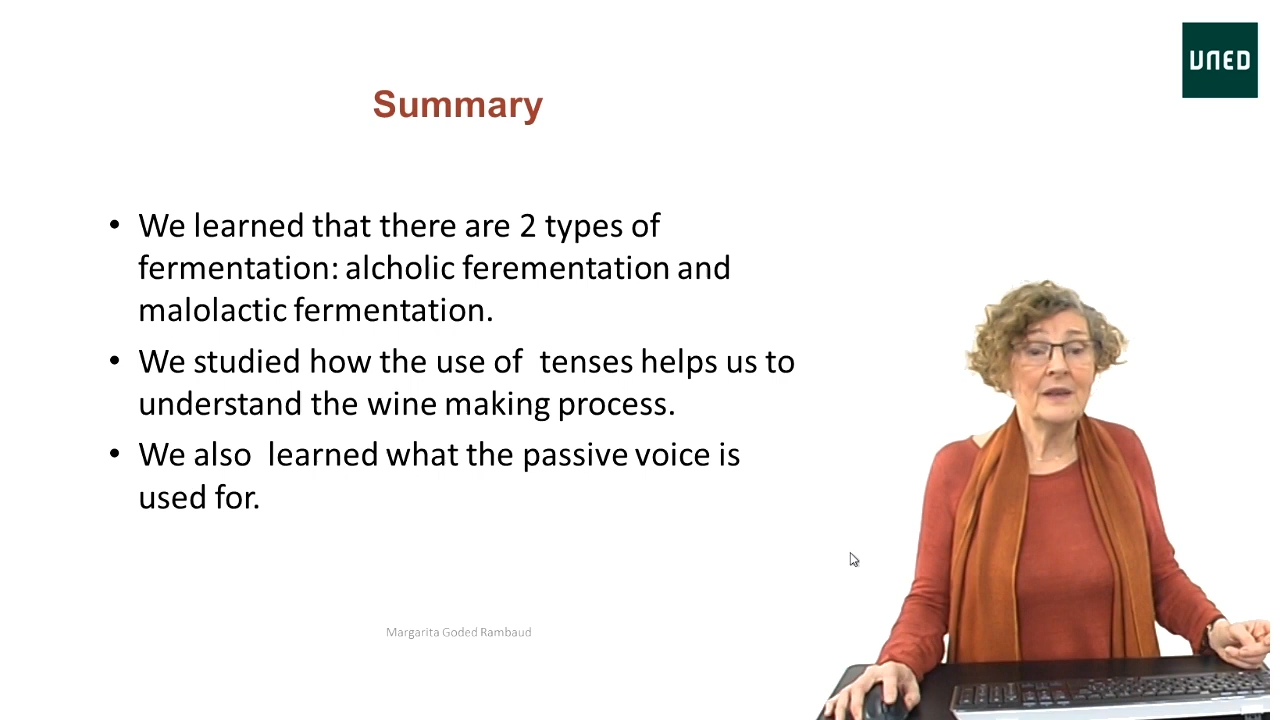 UNED
Summary
• We learned that there are 2 types of
fermentation: alcholic ferementation and
malolactic fermentation.
• We studied how the use of  tenses helps us to
understand the wine making process.
• We also  learned what the passive voice is
used for.
Margarita Goded Rambaud